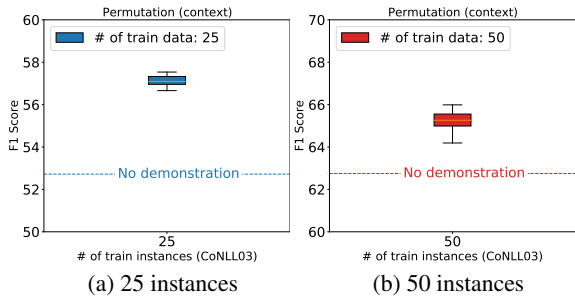 Permutation (context)
# of train data: 25
60
58
56
54
52
50
F1 Score
No demonstration
25
# of train instances (CoNLL03)
(a) 25 instances
Permutation (context)
# of train data: 50
70
68
66
64
62
60
F1 Score
No demonstration
50
# of train instances (CoNLL03)
(b) 50 instances